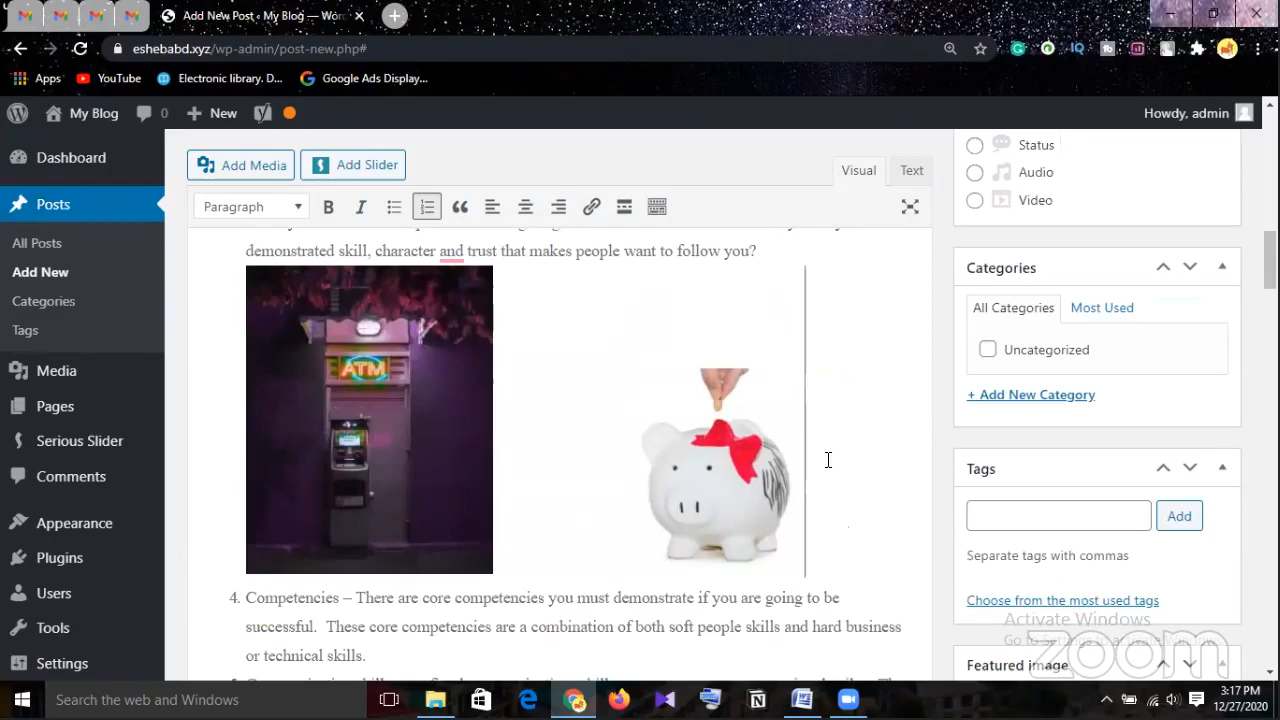 Add New Post ‹ My Blog — Wor
eshebabd.xyz/wp-admin/post-new.php#
Apps
YouTube
Electronic library. D...
Google Ads Display...
My Blog
0
New
Howdy, admin
Dashboard
Posts
All Posts
Add New
Categories
Tags
Media
Pages
Serious Slider
Comments
Appearance
Plugins
Users
Tools
Settings
Add Media
Add Slider
Visual
Text
Paragraph
B
I
demonstrated skill, character and trust that makes people want to follow you?
ATM
4. Competencies – There are core competencies you must demonstrate if you are going to be
successful. These core competencies are a combination of both soft people skills and hard business
or technical skills.
Status
Audio
Video
Categories
All Categories
Most Used
Uncategorized
+ Add New Category
Tags
Add
Separate tags with commas
Choose from the most used tags
Activate Windows
Featured image
zoom
Search the web and Windows
3:17 PM
12/27/2020